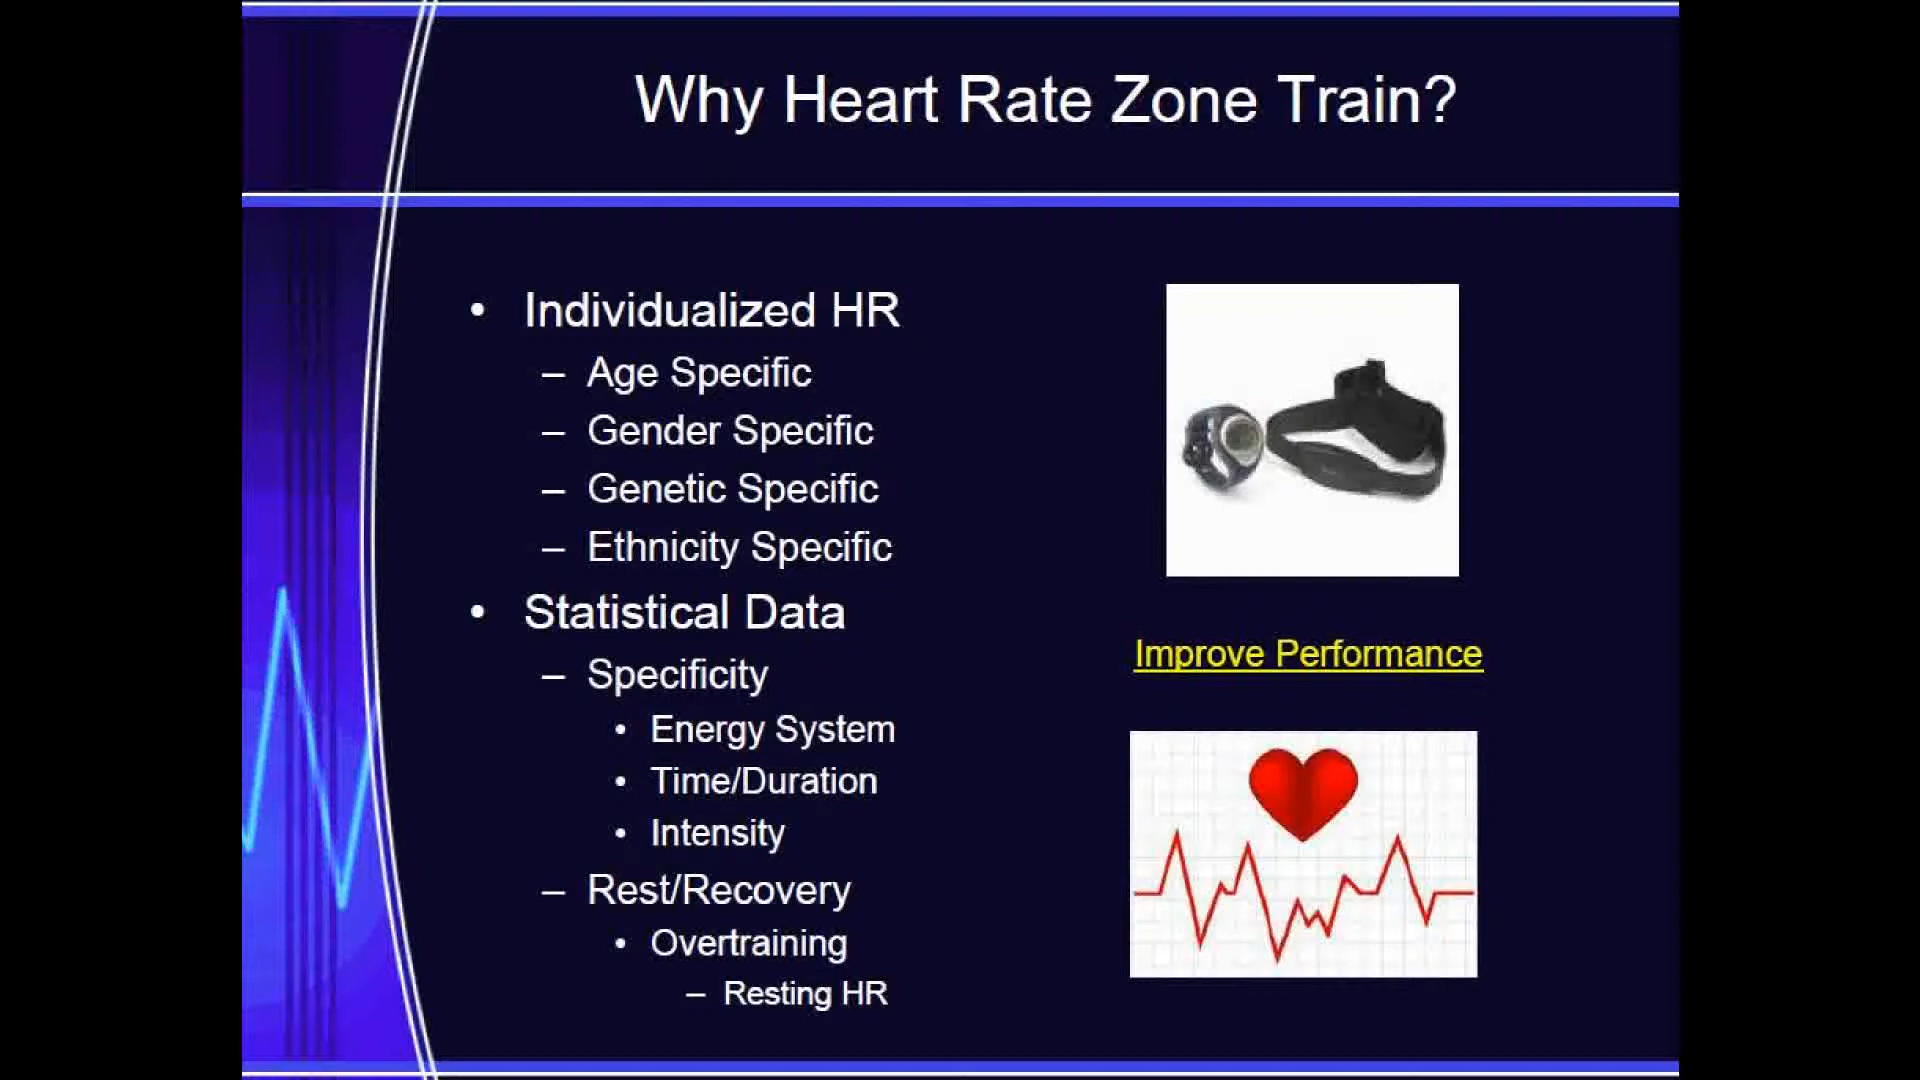 Why Heart Rate Zone Train?
• Individualized HR
– Age Specific
– Gender Specific
– Genetic Specific
– Ethnicity Specific
• Statistical Data
– Specificity
• Energy System
• Time/Duration
• Intensity
– Rest/Recovery
• Overtraining
– Resting HR
Improve Performance